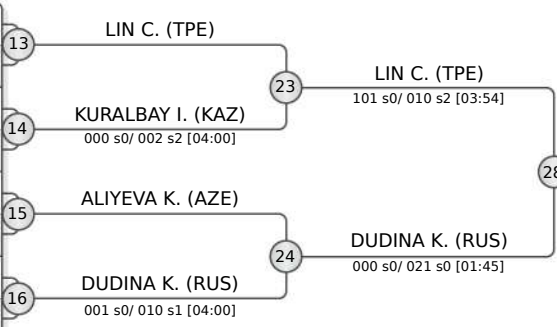 13
LIN C. (TPE)
23
LIN C. (TPE)
101 s0/ 010 s2 [03:54]
14
KURALBAY I. (KAZ)
000 s0/ 002 s2 [04:00]
28
15
ALIYEVA K. (AZE)
24
DUDINA K. (RUS)
000 s0/ 021 s0 [01:45]
16
DUDINA K. (RUS)
001 s0/ 010 s1 [04:00]